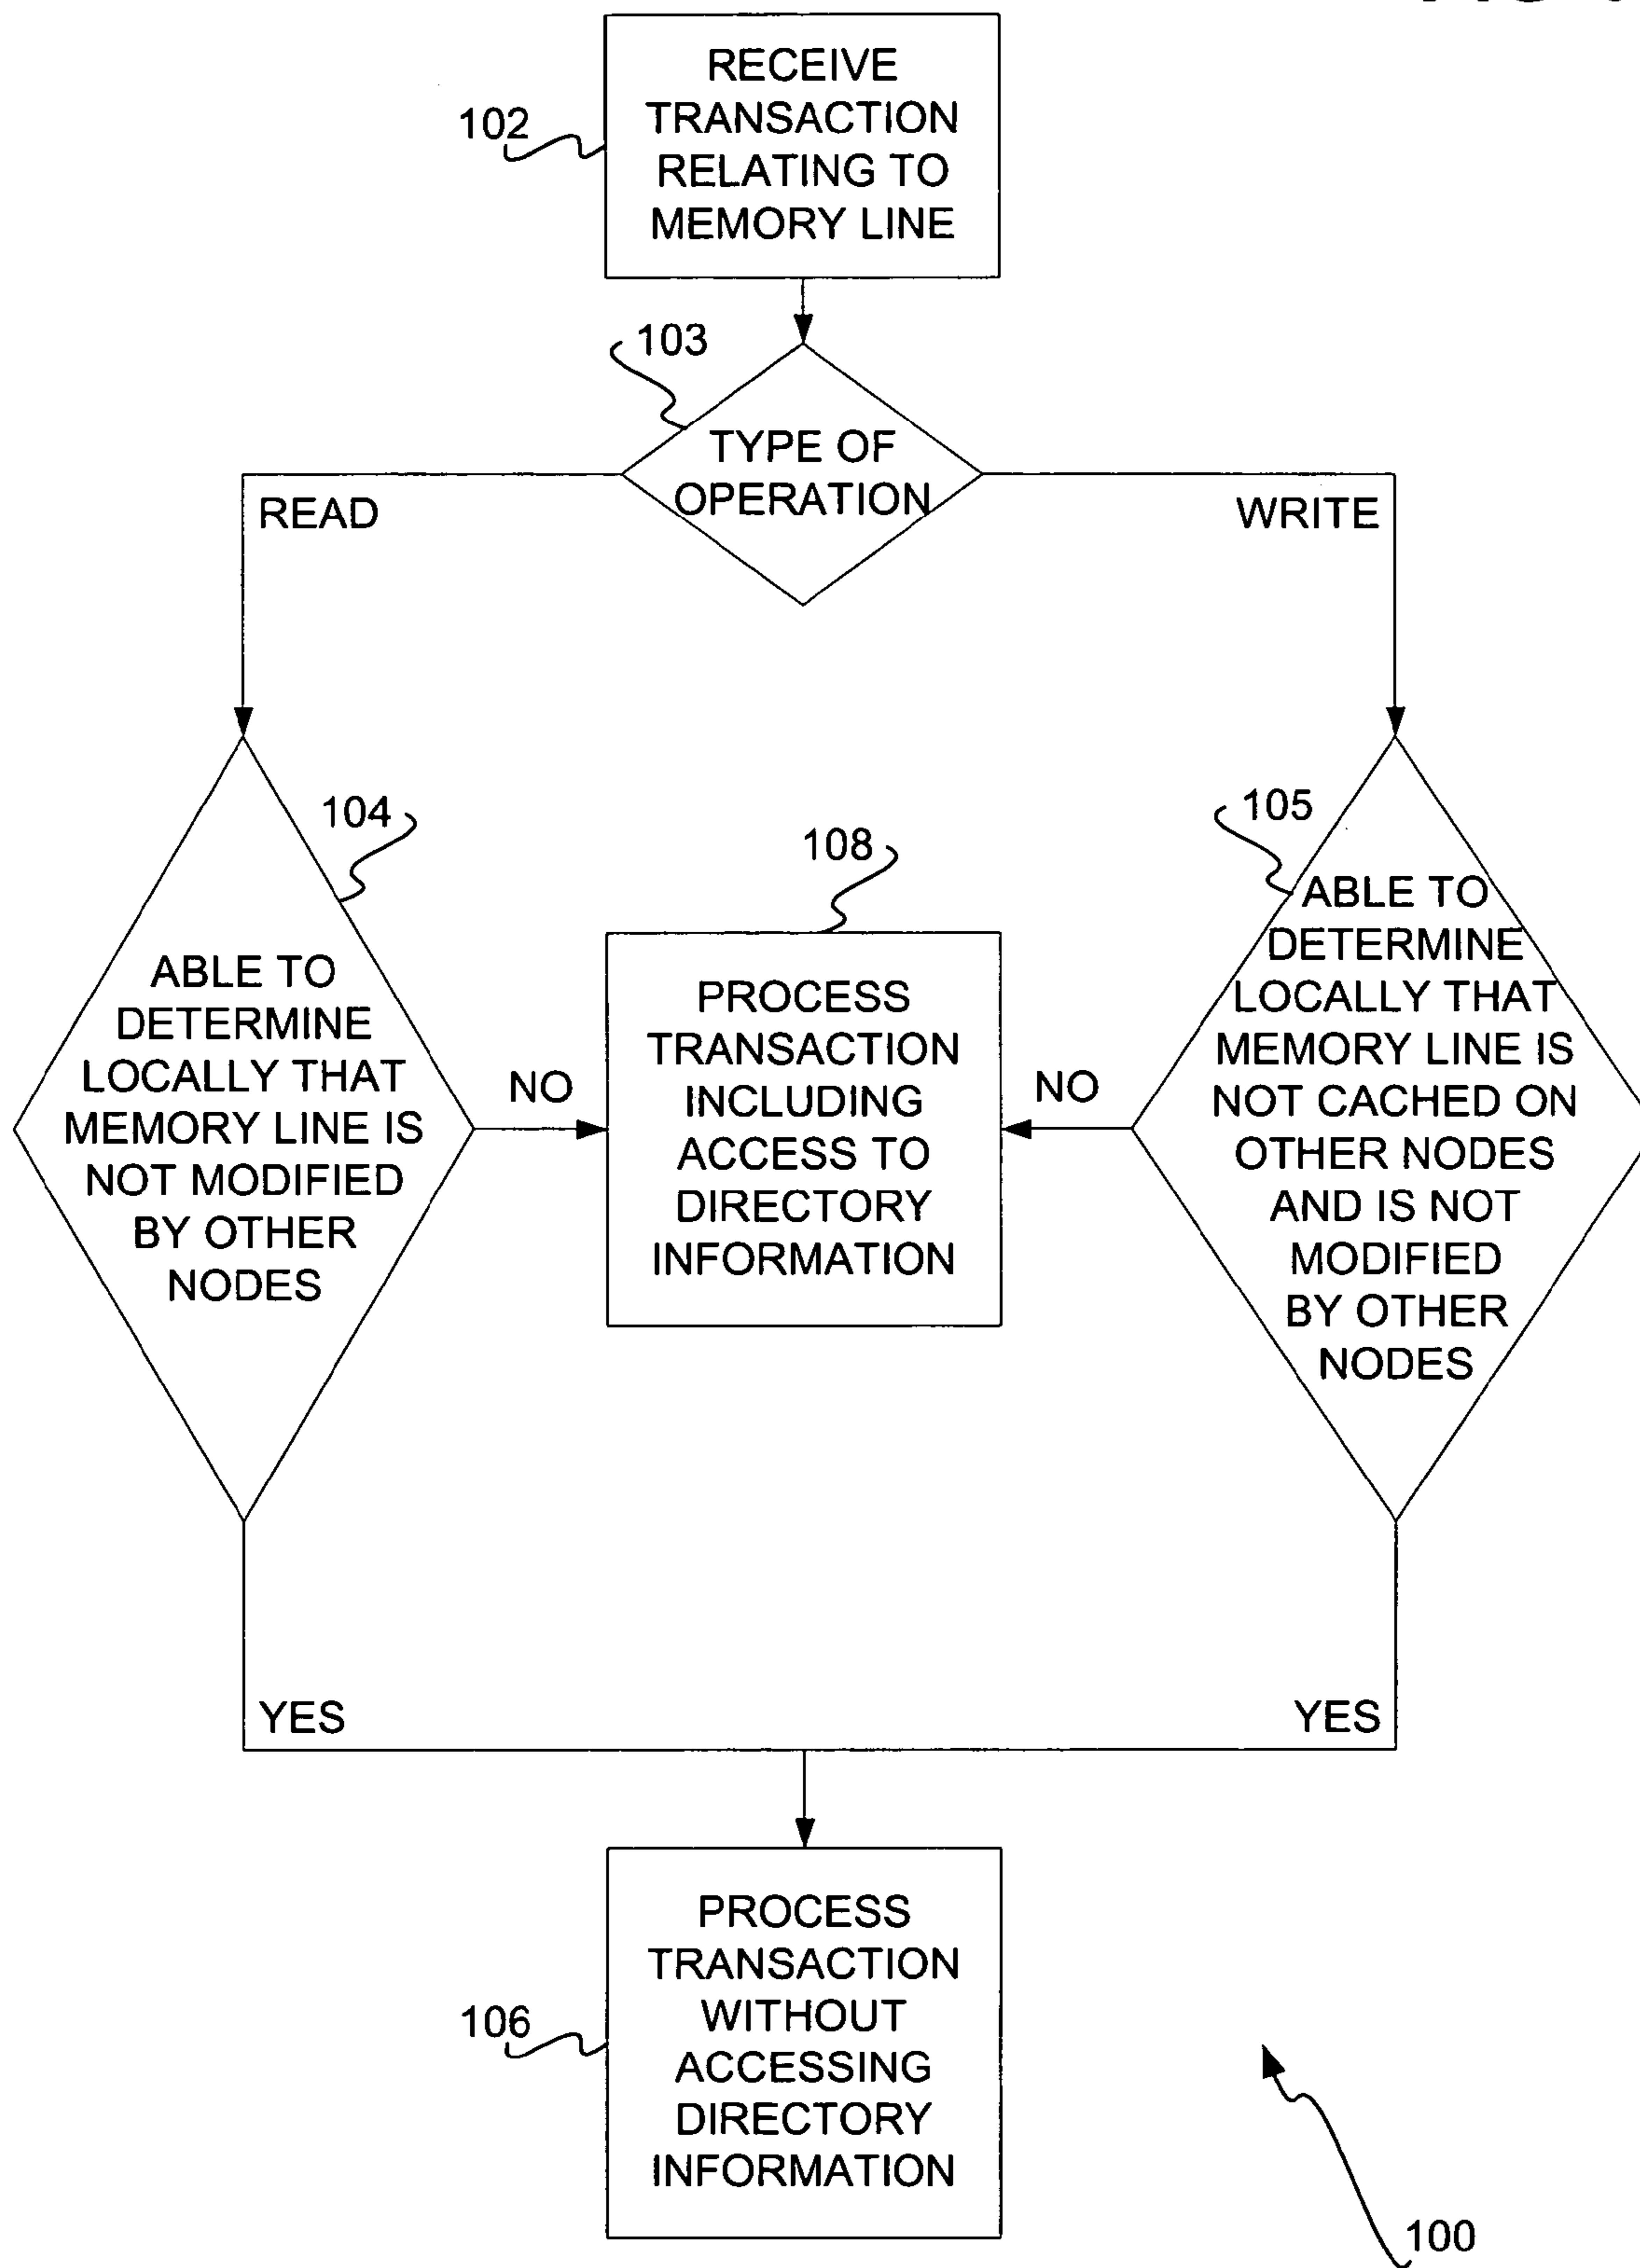 RECEIVE
TRANSACTION
RELATING TO
MEMORY LINE
102
103
TYPE OF
OPERATION
READ
WRITE
104
ABLE TO
DETERMINE
LOCALLY THAT
MEMORY LINE IS
NOT MODIFIED
BY OTHER
NODES
NO
108
PROCESS
TRANSACTION
INCLUDING
ACCESS TO
DIRECTORY
INFORMATION
NO
105
ABLE TO
DETERMINE
LOCALLY THAT
MEMORY LINE IS
NOT CACHED ON
OTHER NODES
AND IS NOT
MODIFIED
BY OTHER
NODES
YES
YES
106
PROCESS
TRANSACTION
WITHOUT
ACCESSING
DIRECTORY
INFORMATION
100